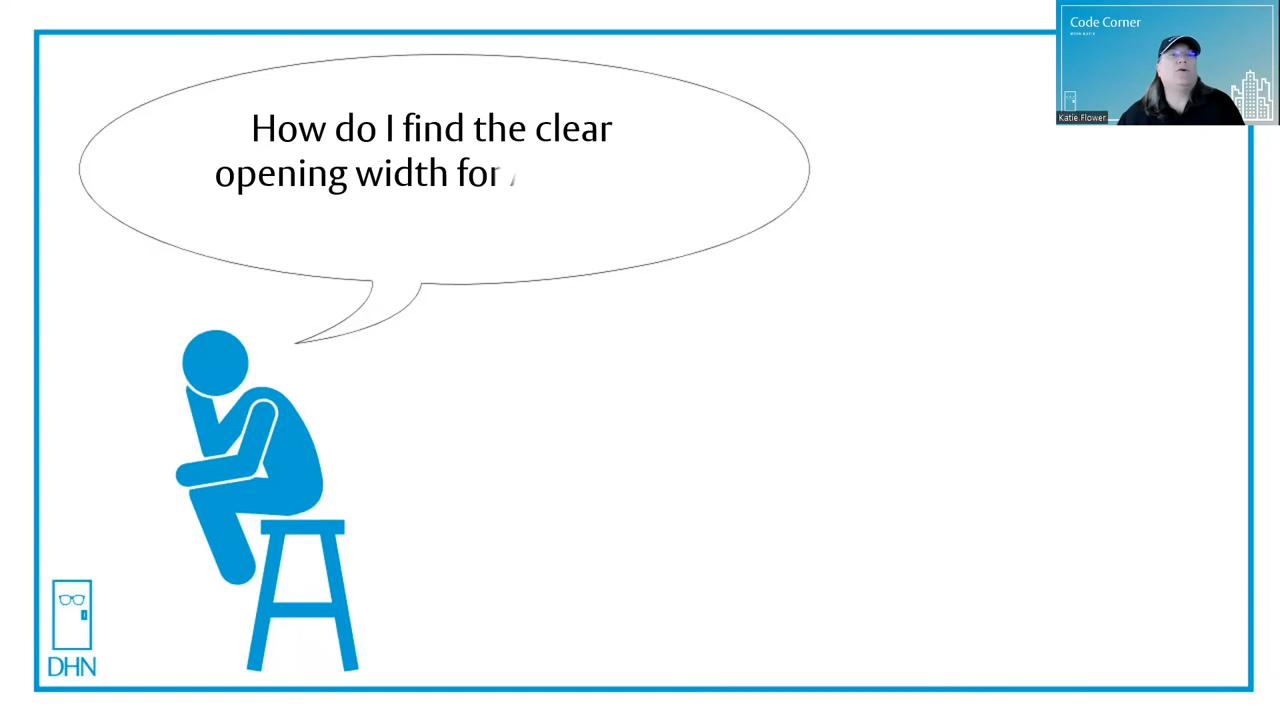 How do I find the clear
opening width for
Code Corner
Katie Flower
DHN